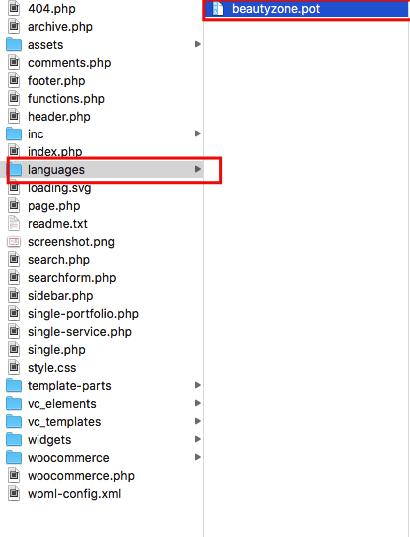 404.php
archive.php
assets
comments.php
footer.php
functions.php
header.php
inc
index.php
languages
loading.svg
page.php
readme.txt
screenshot.png
search.php
searchform.php
sidebar.php
single-portfolio.php
single-service.php
single.php
style.css
template-parts
vc_elements
vc_templates
widgets
woocommerce
woocommerce.php
wpml-config.xml
beautyzone.pot